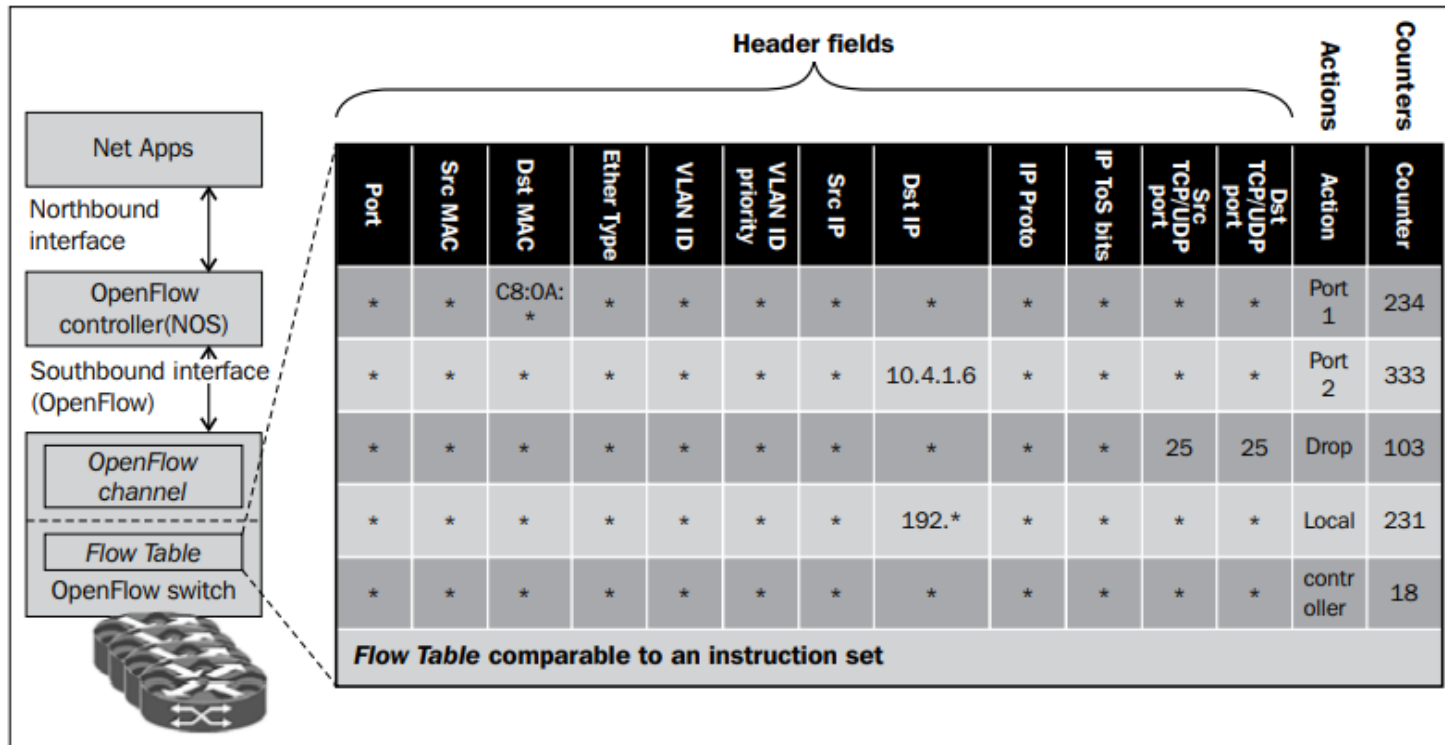 Header fields
Actions
Counters
Net Apps
Northbound
interface
OpenFlow
controller(NOS)
Southbound interface
(OpenFlow)
OpenFlow
channel
Flow Table
OpenFlow switch
Port
Src MAC
Dst MAC
Ether Type
VLAN ID
VLAN ID
priority
Src IP
Dst IP
IP Proto
IP ToS bits
Src
TCP/UDP
port
Dst
TCP/UDP
port
Action
Counter
* * C8:0A: * * * * * * * * * Port 234
* 1
* * * * * * * 10.4.1.6 * * * * Port 333
2
* * * * * * * * * * 25 25 Drop 103
* * * * * * * 192.* * * * * Local 231
* * * * * * * * * * * * contr 18
oller
Flow Table comparable to an instruction set